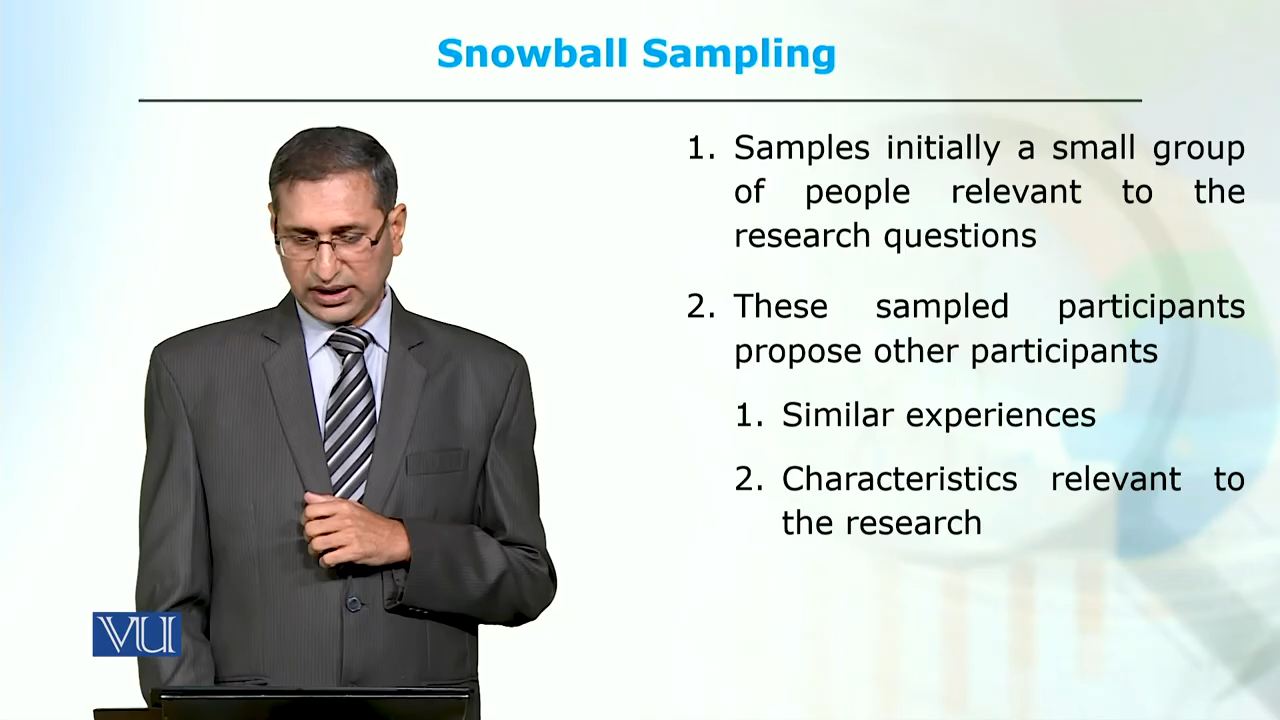 Snowball Sampling
1. Samples initially a small group
of people relevant to the
research questions
2. These sampled participants
propose other participants
1. Similar experiences
2. Characteristics relevant to
the research
VU